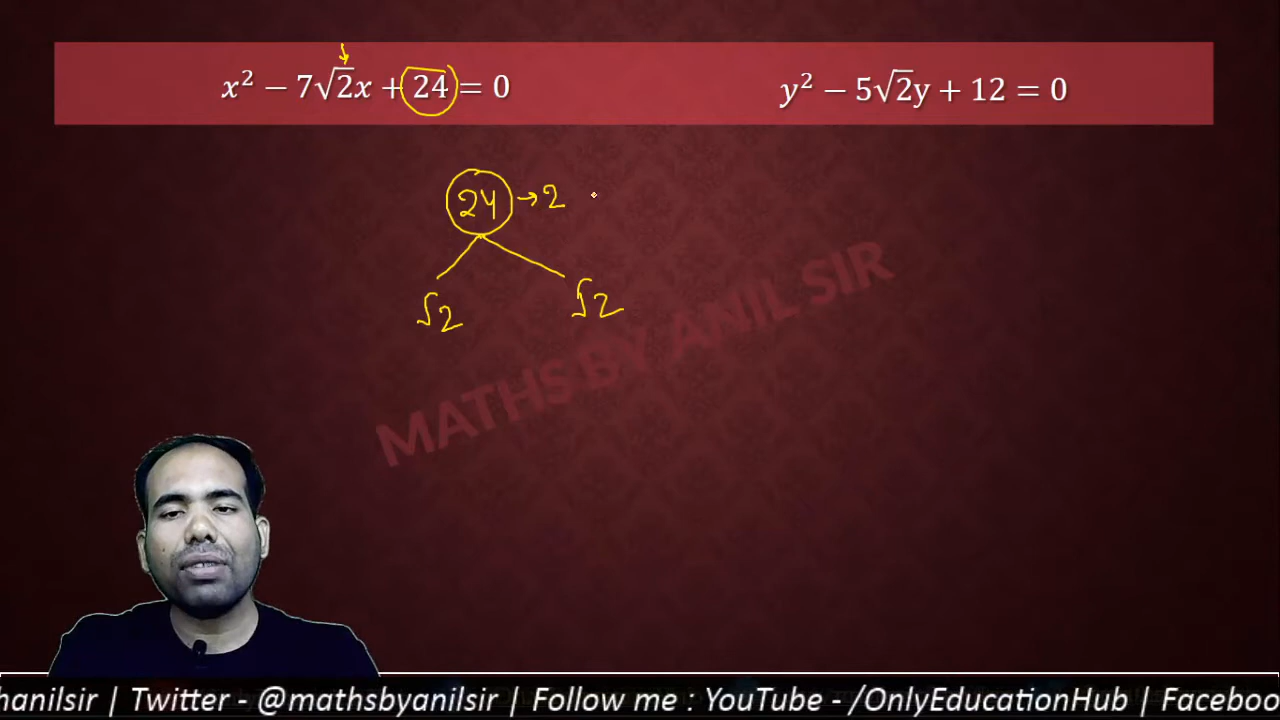 x² − 7√2x + 24 = 0
y² − 5√2y + 12 = 0
24 → 2
√2 √2
MATHS BY ANIL SIR
hanilsir | Twitter - @mathsbyanilsir | Follow me : YouTube - /OnlyEducationHub | Faceboo